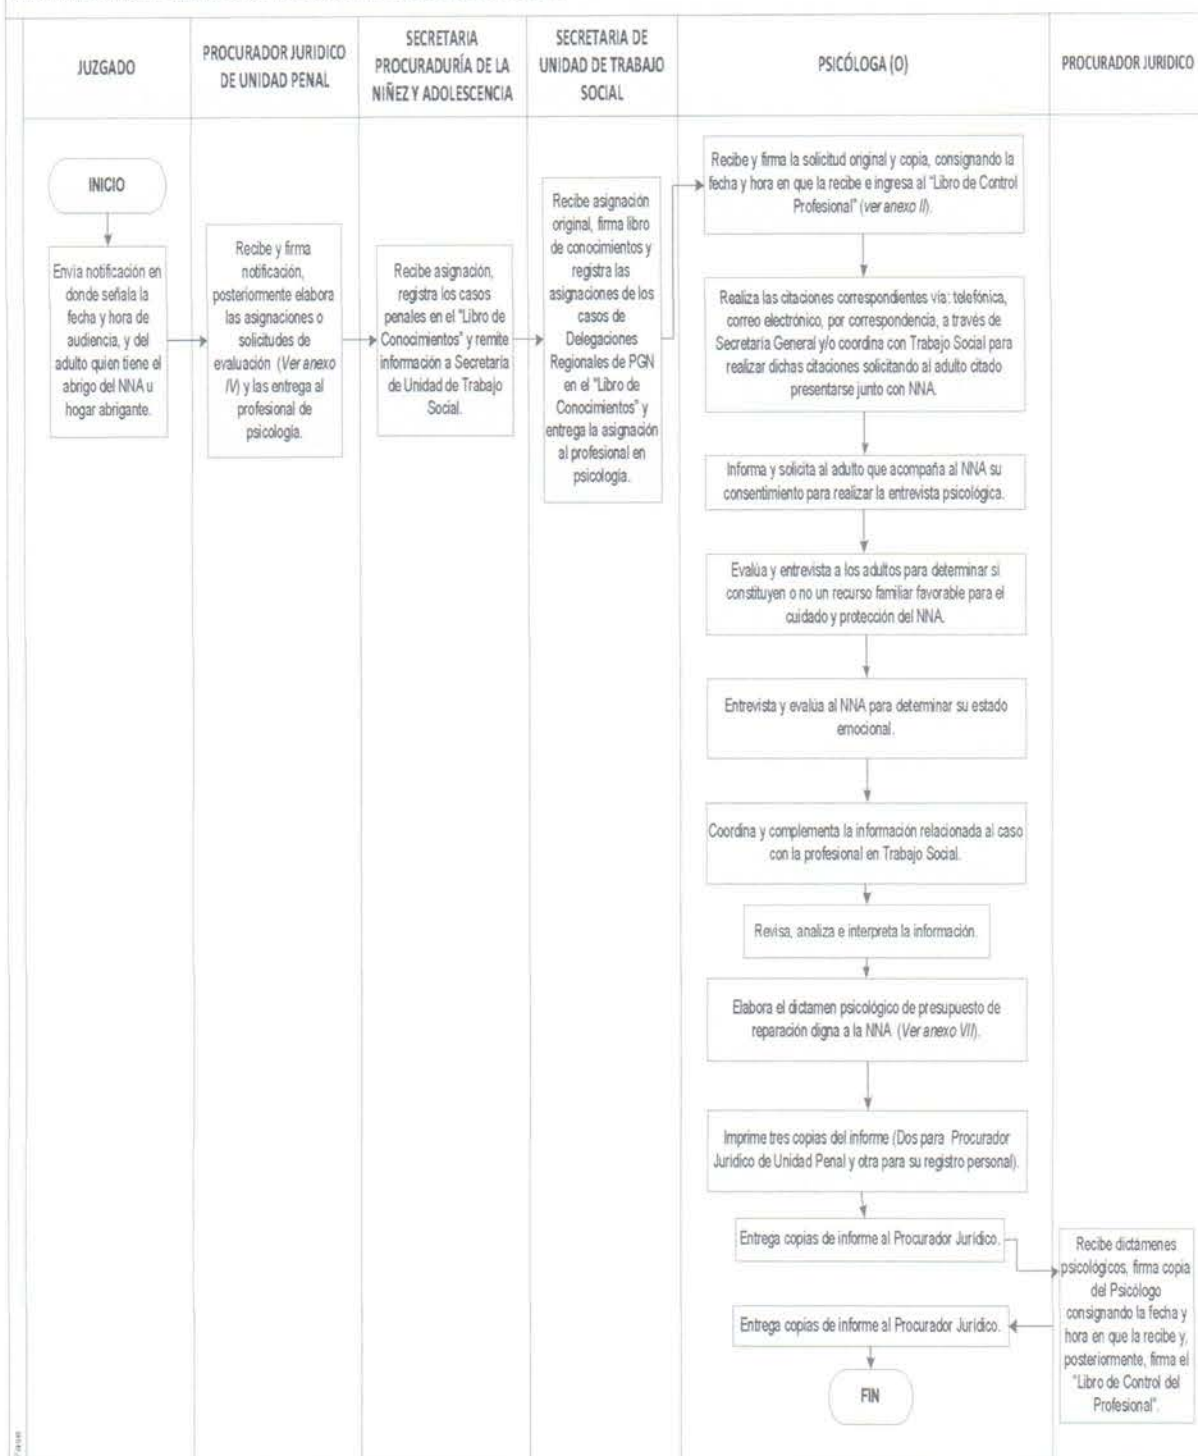 JUZGADO
PROCURADOR JURIDICO
DE UNIDAD PENAL
SECRETARIA
PROCURADURÍA DE LA
NIÑEZ Y ADOLESCENCIA
SECRETARIA DE
UNIDAD DE TRABAJO
SOCIAL
PSICÓLOGA (O)
PROCURADOR JURIDICO
INICIO
Envia notificación en
donde señala la
fecha y hora de
audiencia, y del
adulto quien tiene el
abrigo del NNA u
hogar abrigante.
Recibe y firma
notificación,
posteriormente elabora
las asignaciones o
solicitudes de
evaluación (Ver anexo
IV) y las entrega al
profesional de
psicología.
Recibe asignación,
registra los casos
penales en el "Libro de
Conocimientos" y remite
información a Secretaria
de Unidad de Trabajo
Social.
Recibe asignación
original, firma libro
de conocimientos y
registra las
asignaciones de los
casos de
Delegaciones
Regionales de PGN
en el "Libro de
Conocimientos" y
entrega la asignación
al profesional en
psicología.
Recibe y firma la solicitud original y copia, consignando la
fecha y hora en que la recibe e ingresa al "Libro de Control
Profesional" (ver anexo II).
Realiza las citaciones correspondientes vía: telefónica,
correo electrónico, por correspondencia, a través de
Secretaria General y/o coordina con Trabajo Social para
realizar dichas citaciones solicitando al adulto citado
presentarse junto con NNA.
Informa y solicita al adulto que acompaña al NNA su
consentimiento para realizar la entrevista psicológica.
Evalúa y entrevista a los adultos para determinar si
constituyen o no un recurso familiar favorable para el
cuidado y protección del NNA.
Entrevista y evalúa al NNA para determinar su estado
emocional.
Coordina y complementa la información relacionada al caso
con la profesional en Trabajo Social.
Revisa, analiza e interpreta la información.
Elabora el dictamen psicológico de presupuesto de
reparación digna a la NNA (Ver anexo VII).
Imprime tres copias del informe (Dos para Procurador
Jurídico de Unidad Penal y otra para su registro personal).
Entrega copias de informe al Procurador Jurídico.
Recibe dictámenes
psicológicos, firma copia
del Psicólogo
consignando la fecha y
hora en que la recibe y,
posteriormente, firma el
"Libro de Control del
Profesional".
Entrega copias de informe al Procurador Jurídico.
FIN
Fase